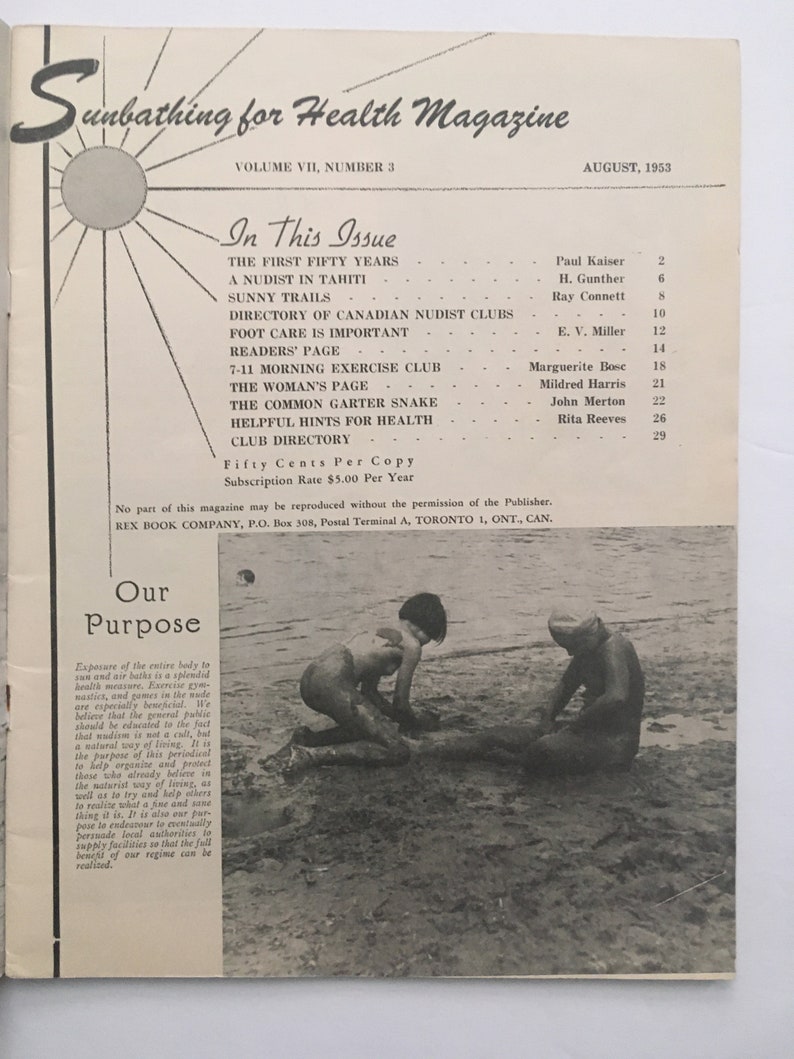 Sunbathing for Health Magazine
VOLUME VII, NUMBER 3 AUGUST, 1953
In This Issue
THE FIRST FIFTY YEARS - - - - - - Paul Kaiser 2
A NUDIST IN TAHITI - - - - - - - - H. Gunther 6
SUNNY TRAILS - - - - - - - - - Ray Connett 8
DIRECTORY OF CANADIAN NUDIST CLUBS - - - - - 10
FOOT CARE IS IMPORTANT - - - - - - E. V. Miller 12
READERS' PAGE - - - - - - - - - - - - - 14
7-11 MORNING EXERCISE CLUB - - - Marguerite Bosc 18
THE WOMAN'S PAGE - - - - - - - Mildred Harris 21
THE COMMON GARTER SNAKE - - - - John Merton 22
HELPFUL HINTS FOR HEALTH - - - - - Rita Reeves 26
CLUB DIRECTORY - - - - - - - - - - - - 29
Fifty Cents Per Copy
Subscription Rate $5.00 Per Year
No part of this magazine may be reproduced without the permission of the Publisher.
REX BOOK COMPANY, P.O. Box 308, Postal Terminal A, TORONTO 1, ONT., CAN.
Our
Purpose
Exposure of the entire body to
sun and air baths is a splendid
health measure. Exercise gym-
nastics, and games in the nude
are especially beneficial. We
believe that the general public
should be educated to the fact
that nudism is not a cult, but
a natural way of living. It is
the purpose of this periodical
to help organize and protect
those who already believe in
the naturist way of living, as
well as to try and help others
to realize what a fine and sane
thing it is. It is also our pur-
pose to endeavour to eventually
persuade local authorities to
supply facilities so that the full
benefit of our regime can be
realized.